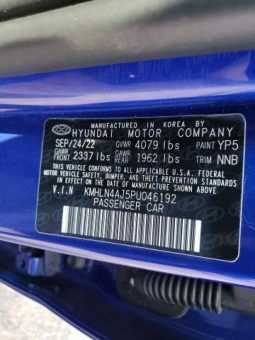 MANUFACTURED IN KOREA BY
HYUNDAI MOTOR COMPANY
SEP/24/22 GVWR 4079 lbs PAINT YP5
GAWR FRONT 2337 lbs GAWR REAR 1962 lbs TRIM NNB
THIS VEHICLE CONFORMS TO ALL APPLICABLE U.S. FEDERAL MOTOR
VEHICLE SAFETY, BUMPER, AND THEFT PREVENTION STANDARDS
IN EFFECT ON THE DATE OF MANUFACTURE SHOWN ABOVE.
V.I.N KMHLN4AJ5PU046192
PASSENGER CAR